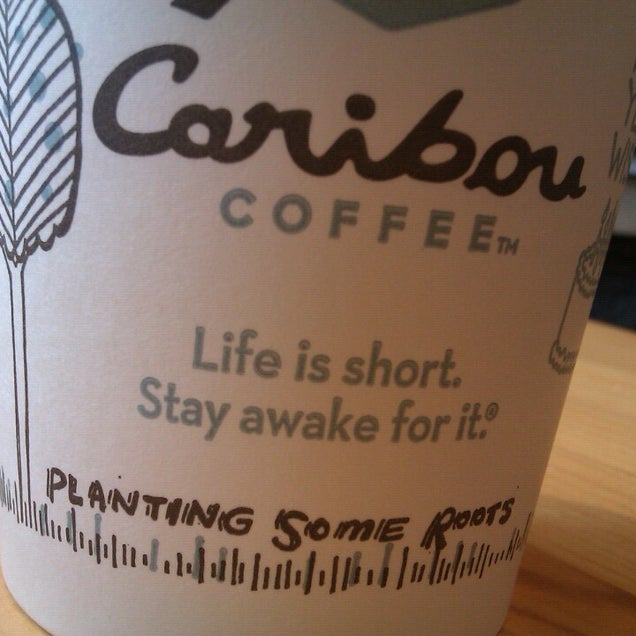 Caribou
COFFEE™
Life is short.
Stay awake for it.®
PLANTING SOME ROOTS